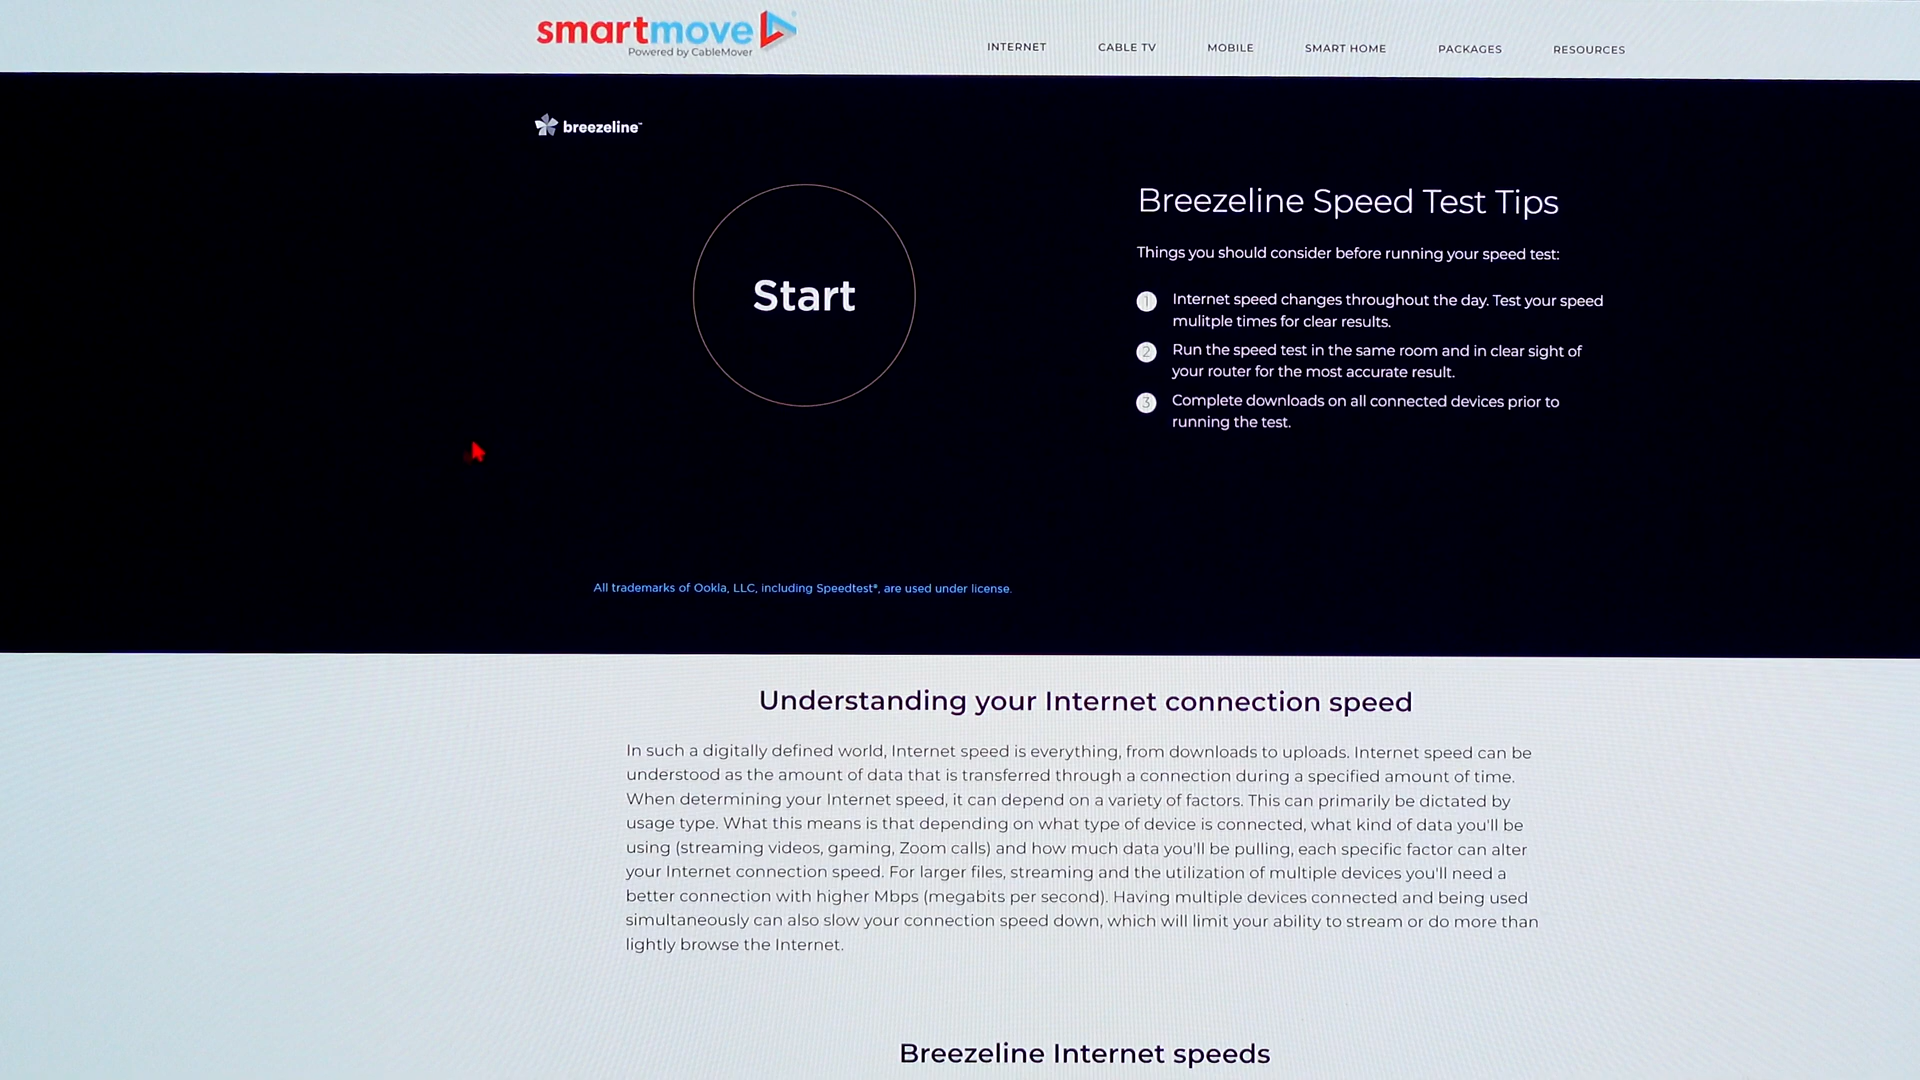 smartmove
Powered by CableMover
INTERNET
CABLE TV
MOBILE
SMART HOME
PACKAGES
RESOURCES
breezeline™
Start
Breezeline Speed Test Tips
Things you should consider before running your speed test:
1 Internet speed changes throughout the day. Test your speed
mulitple times for clear results.
2 Run the speed test in the same room and in clear sight of
your router for the most accurate result.
3 Complete downloads on all connected devices prior to
running the test.
All trademarks of Ookla, LLC, including Speedtest®, are used under license.
Understanding your Internet connection speed
In such a digitally defined world, Internet speed is everything, from downloads to uploads. Internet speed can be
understood as the amount of data that is transferred through a connection during a specified amount of time.
When determining your Internet speed, it can depend on a variety of factors. This can primarily be dictated by
usage type. What this means is that depending on what type of device is connected, what kind of data you'll be
using (streaming videos, gaming, Zoom calls) and how much data you'll be pulling, each specific factor can alter
your Internet connection speed. For larger files, streaming and the utilization of multiple devices you'll need a
better connection with higher Mbps (megabits per second). Having multiple devices connected and being used
simultaneously can also slow your connection speed down, which will limit your ability to stream or do more than
lightly browse the Internet.
Breezeline Internet speeds